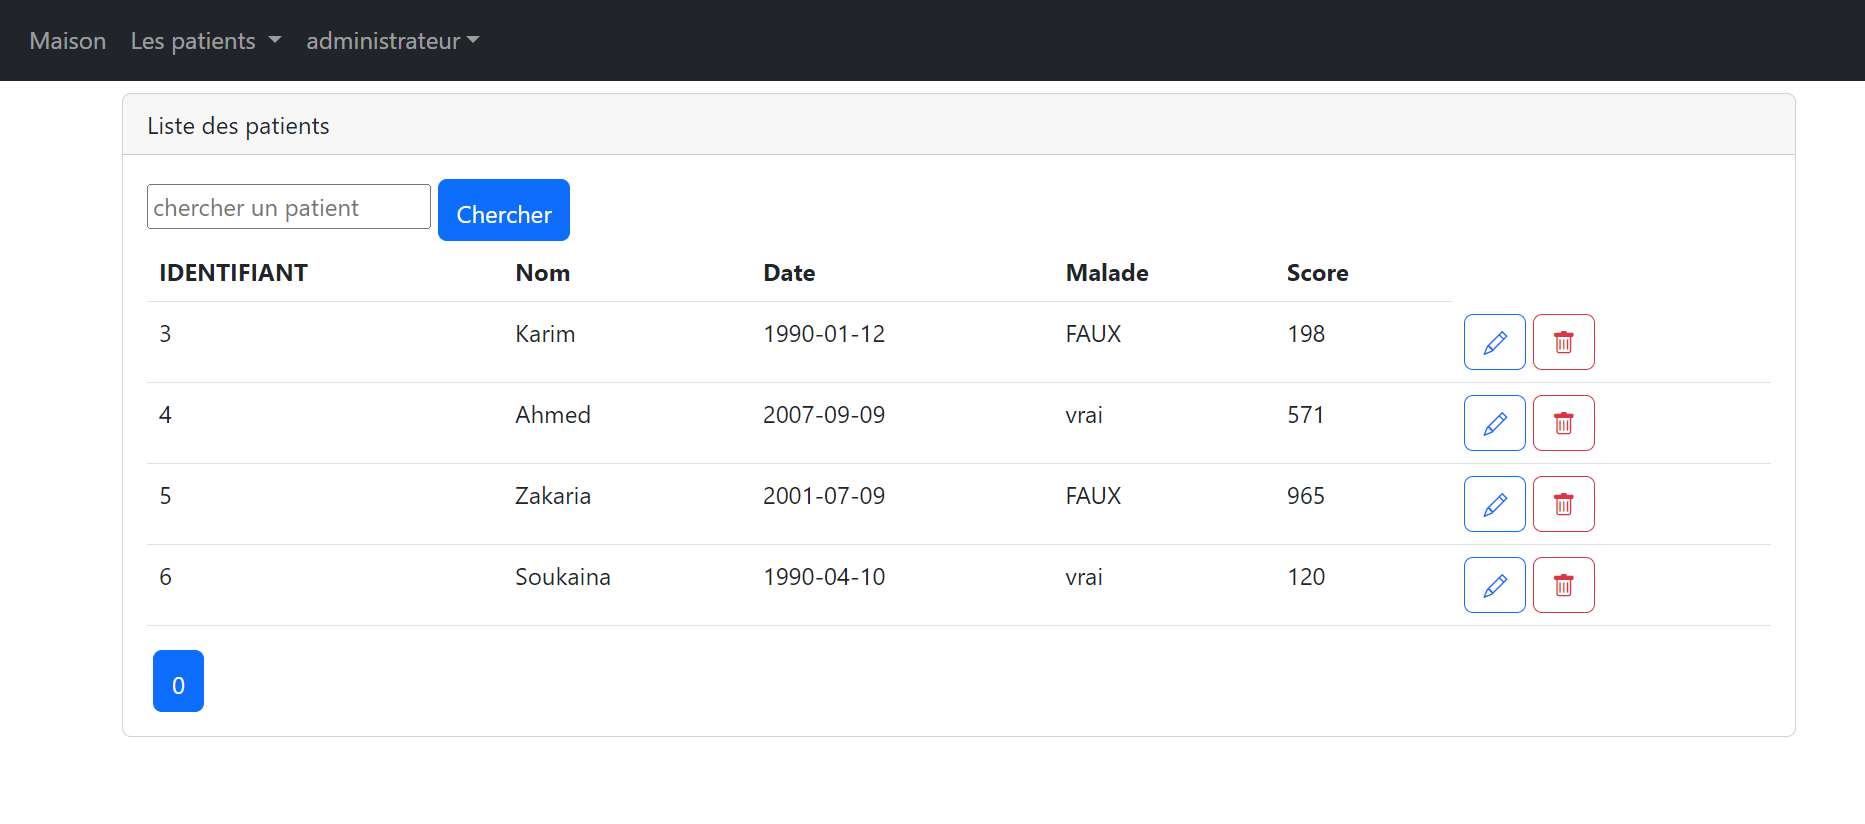 Maison Les patients administrateur
Liste des patients
chercher un patient Chercher
IDENTIFIANT Nom Date Malade Score
3 Karim 1990-01-12 FAUX 198
4 Ahmed 2007-09-09 vrai 571
5 Zakaria 2001-07-09 FAUX 965
6 Soukaina 1990-04-10 vrai 120
0